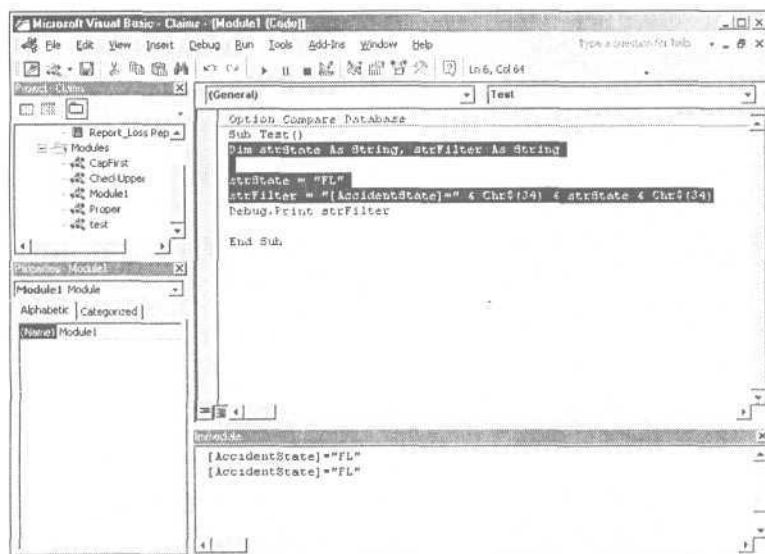 Microsoft Visual Basic - Claims - [Module1 (Code)]
File Edit View Insert Debug Run Tools Add-Ins Window Help
Type a question for help
Ln 6, Col 64
Project - Claims
Report_Loss Rep
Modules
CapFirst
ChecIUpper
Module1
Proper
test
Properties - Module1
Module1 Module
Alphabetic Categorized
(Name) Module1
(General)
Test
Option Compare Database
Sub Test()
Dim strState As String, strFilter As String
strState = "FL"
strFilter = "[AccidentState]=" & Chr$(34) & strState & Chr$(34)
Debug.Print strFilter
End Sub
Immediate
[AccidentState]="FL"
[AccidentState]="FL"